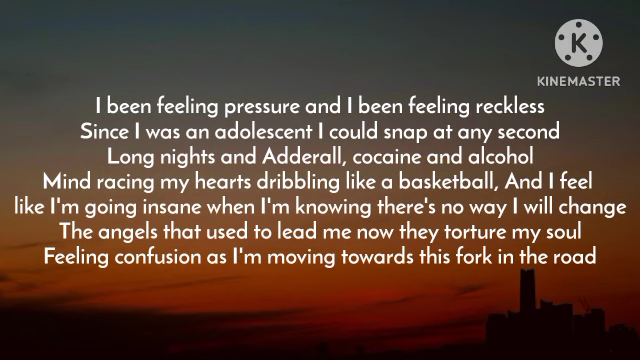 K
KINEMASTER
I been feeling pressure and I been feeling reckless
Since I was an adolescent I could snap at any second
Long nights and Adderall, cocaine and alcohol
Mind racing my hearts dribbling like a basketball, And I feel
like I'm going insane when I'm knowing there's no way I will change
The angels that used to lead me now they torture my soul
Feeling confusion as I'm moving towards this fork in the road